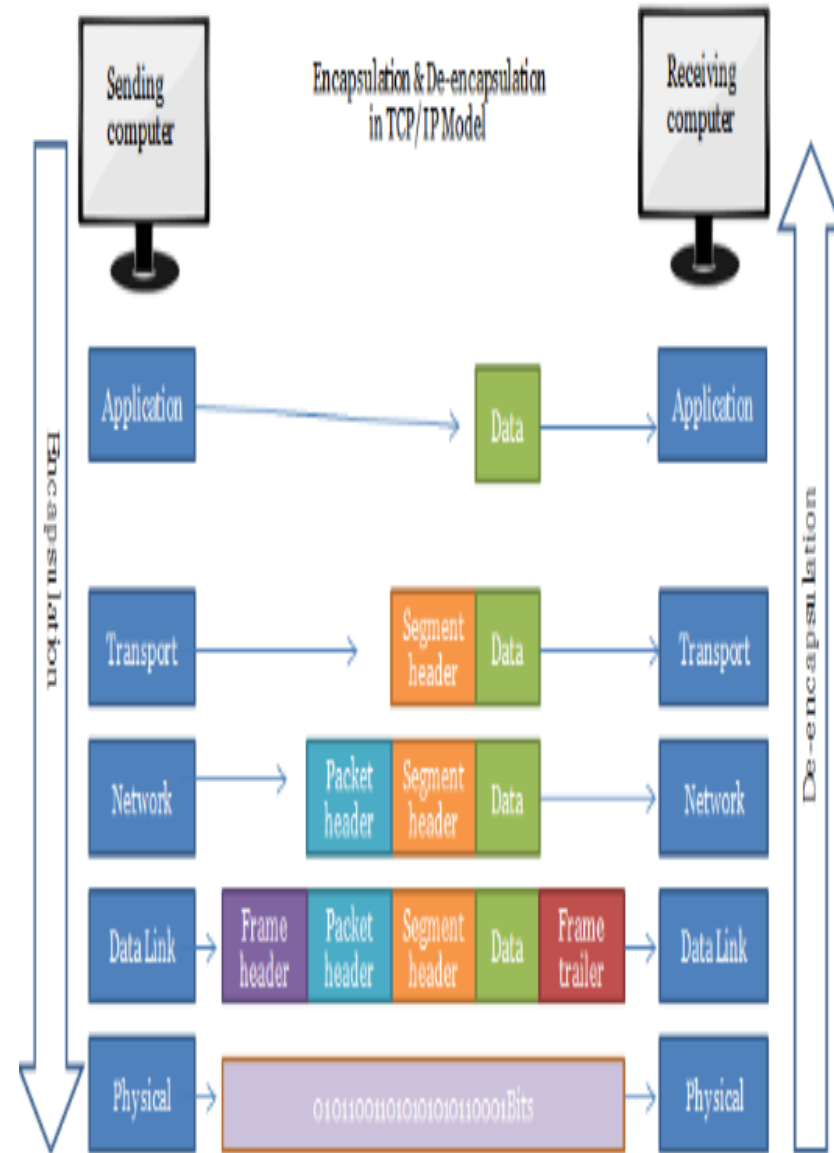 Sending
computer
Encapsulation & De-encapsulation
in TCP/IP Model
Receiving
computer
Encapsulation
De-encapsulation
Application
Data
Application
Transport
Segment
header
Data
Transport
Network
Packet
header
Segment
header
Data
Network
Data Link
Frame
header
Packet
header
Segment
header
Data
Frame
trailer
Data Link
Physical
010110011010101010110001Bits
Physical